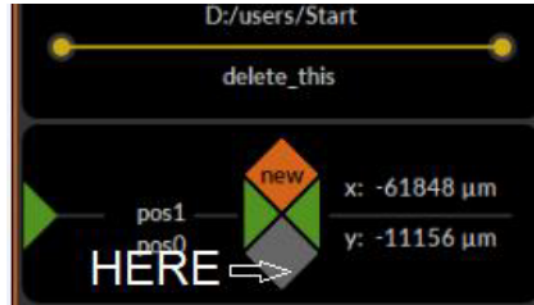 D:/users/Start
delete_this
new
x: -61848 µm
pos1
pos0
y: -11156 µm
HERE